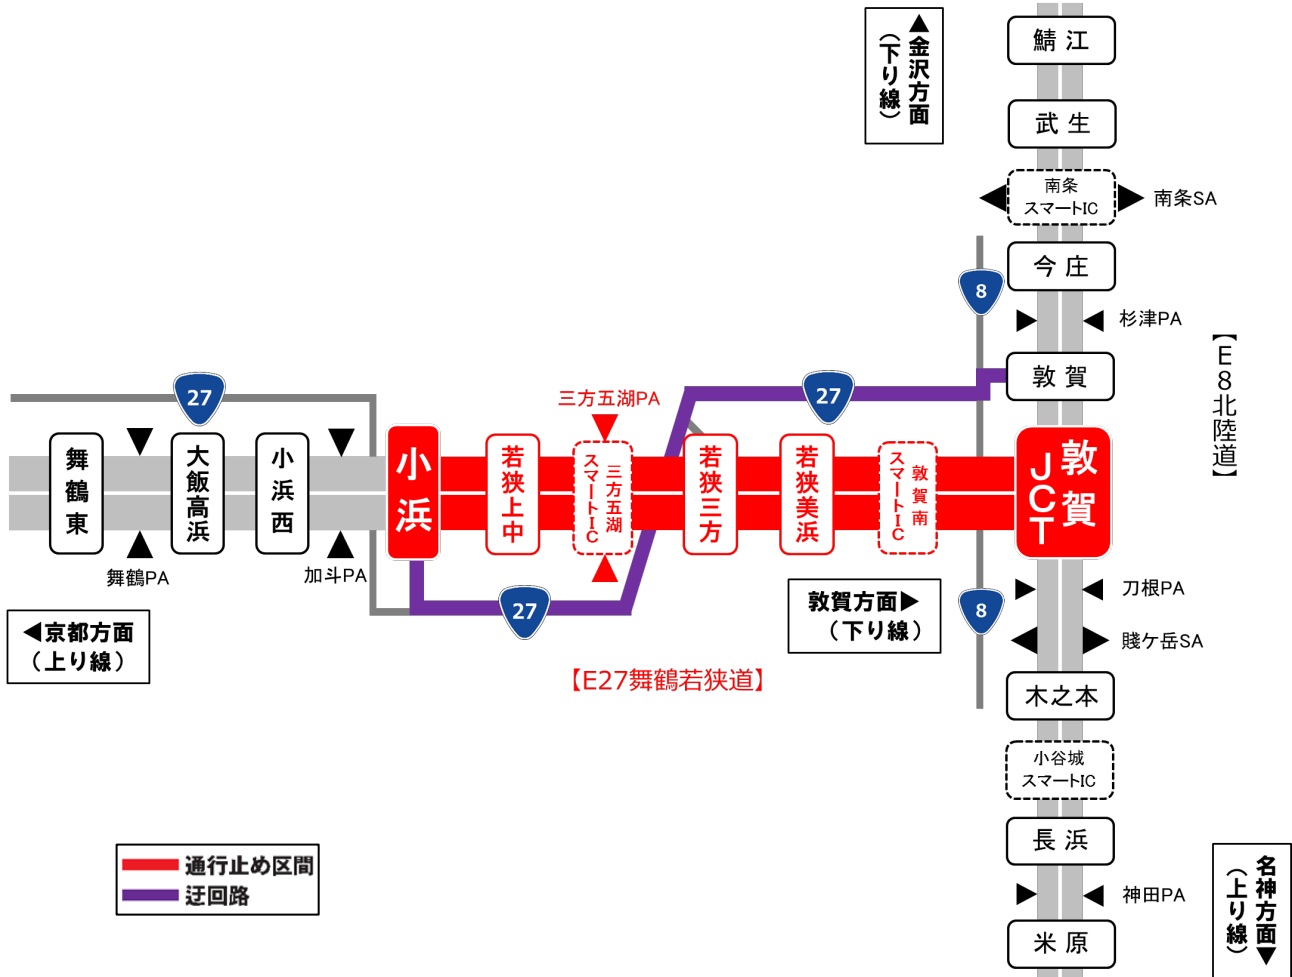 ▲金沢方面
（下り線）
鯖江
武生
南条
スマートIC
南条SA
今庄
8
杉津PA
【E8北陸道】
敦賀
27
27
三方五湖PA
舞鶴東
大飯高浜
小浜西
小浜
若狭上中
三方五湖
スマートIC
若狭三方
若狭美浜
敦賀南
スマートIC
敦賀
JCT
舞鶴PA
加斗PA
27
敦賀方面▶
（下り線）
8
刀根PA
賤ケ岳SA
◀京都方面
（上り線）
【E27舞鶴若狭道】
木之本
小谷城
スマートIC
長浜
神田PA
米原
名神方面▼
（上り線）
通行止め区間
迂回路